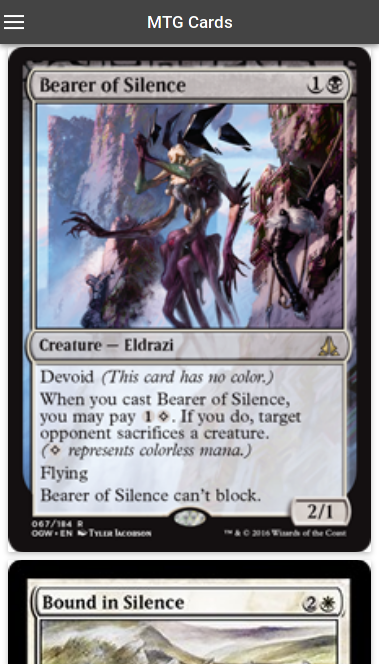 MTG Cards
Bearer of Silence 1
Creature — Eldrazi
Devoid (This card has no color.)
When you cast Bearer of Silence,
you may pay 1 . If you do, target
opponent sacrifices a creature.
( represents colorless mana.)
Flying
Bearer of Silence can't block.
2/1
067/184 R
OGW • EN Tyler Jacobson
™ & © 2016 Wizards of the Coast
Bound in Silence 2